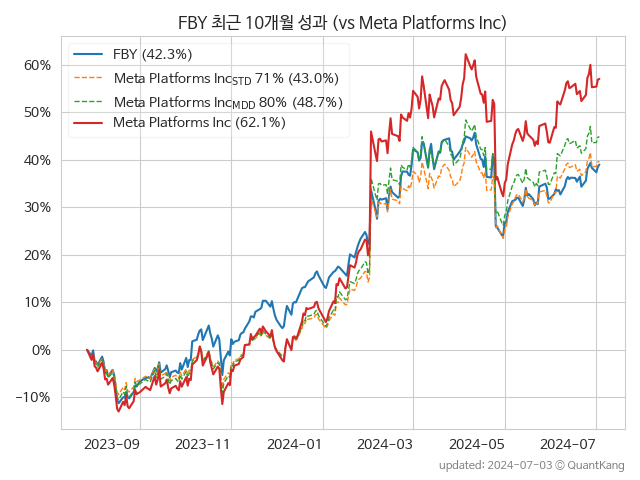 FBY 최근 10개월 성과 (vs Meta Platforms Inc)
FBY (42.3%)
Meta Platforms Inc_STD 71% (43.0%)
Meta Platforms Inc_MDD 80% (48.7%)
Meta Platforms Inc (62.1%)
60%
50%
40%
30%
20%
10%
0%
−10%
2023-09
2023-11
2024-01
2024-03
2024-05
2024-07
updated: 2024-07-03 © QuantKang